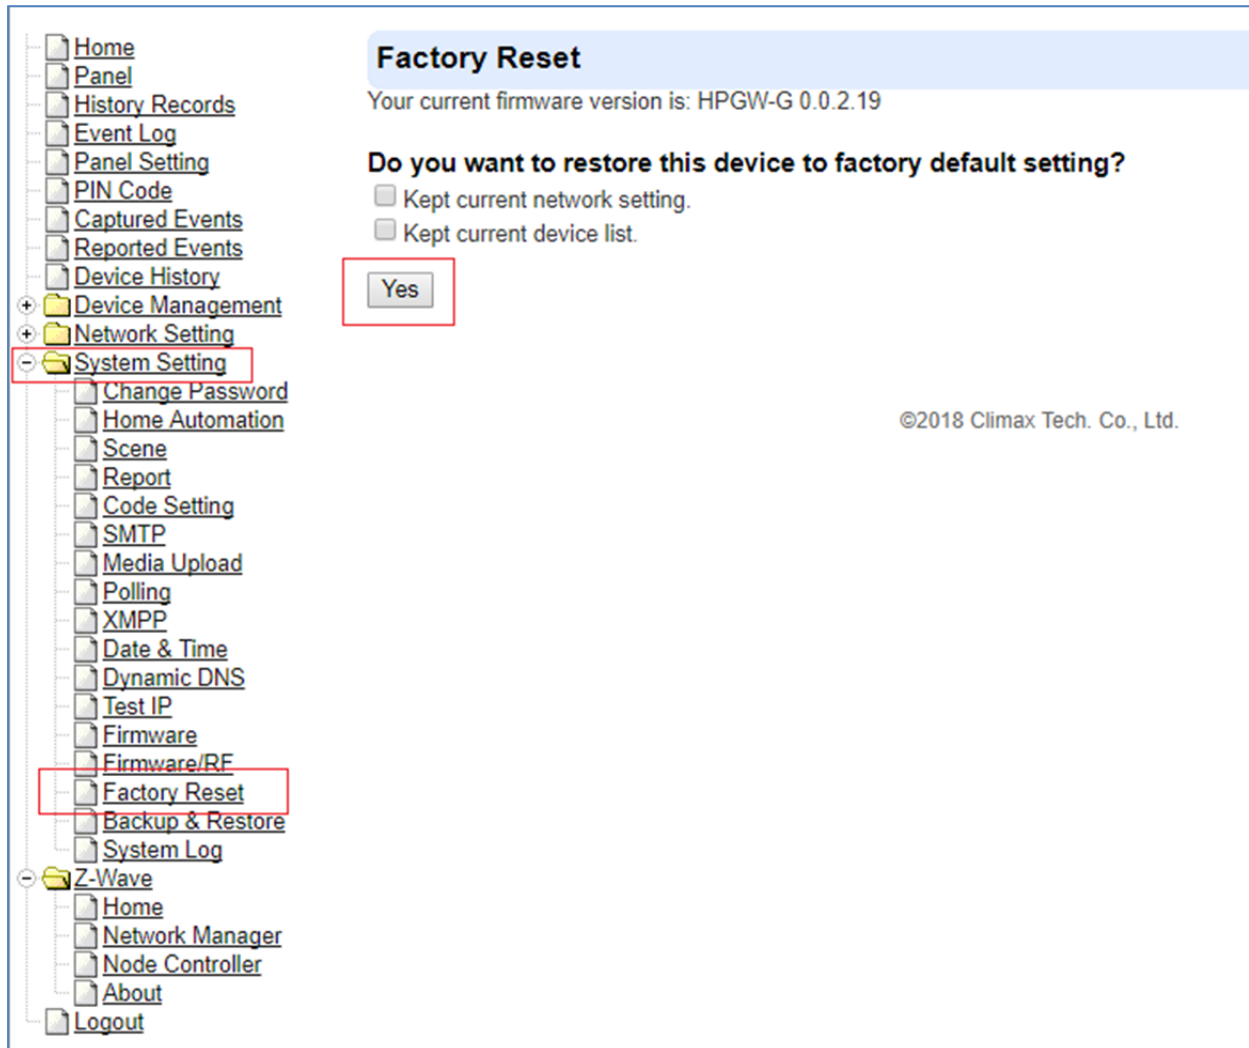 Home
Panel
History Records
Event Log
Panel Setting
PIN Code
Captured Events
Reported Events
Device History
Device Management
Network Setting
System Setting
Change Password
Home Automation
Scene
Report
Code Setting
SMTP
Media Upload
Polling
XMPP
Date & Time
Dynamic DNS
Test IP
Firmware
Firmware/RF
Factory Reset
Backup & Restore
System Log
Z-Wave
Home
Network Manager
Node Controller
About
Logout
Factory Reset
Your current firmware version is: HPGW-G 0.0.2.19
Do you want to restore this device to factory default setting?
Kept current network setting.
Kept current device list.
Yes
©2018 Climax Tech. Co., Ltd.